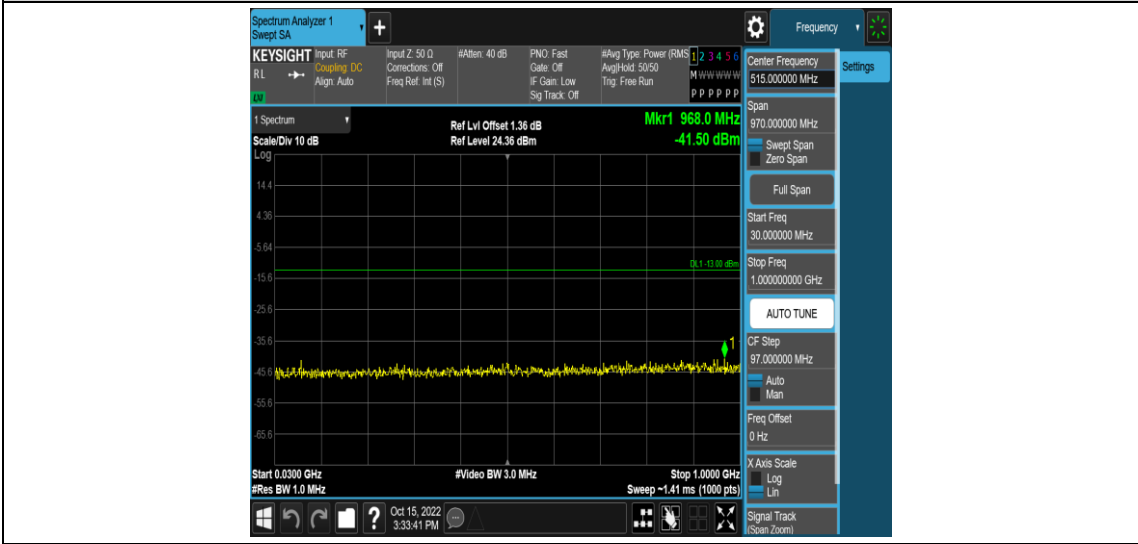 Spectrum Analyzer 1
Swept SA
Frequency
KEYSIGHT
RL
LNI
Input: RF
Coupling: DC
Align: Auto
Input Z: 50 Ω
Corrections: Off
Freq Ref: Int (S)
#Atten: 40 dB
PNO: Fast
Gate: Off
IF Gain: Low
Sig Track: Off
#Avg Type: Power (RMS
Avg|Hold: 50/50
Trig: Free Run
1 2 3 4 5 6
M W W W W W
P P P P P P
1 Spectrum
Scale/Div 10 dB
Log
Ref Lvl Offset 1.36 dB
Ref Level 24.36 dBm
Mkr1 968.0 MHz
-41.50 dBm
14.4
4.36
-5.64
DL1 -13.00 dBm
-15.6
-25.6
-35.6
1
-45.6
-55.6
-65.6
Start 0.0300 GHz
#Res BW 1.0 MHz
#Video BW 3.0 MHz
Stop 1.0000 GHz
Sweep ~1.41 ms (1000 pts)
?
Oct 15, 2022
3:33:41 PM
Center Frequency
515.000000 MHz
Settings
Span
970.000000 MHz
Swept Span
Zero Span
Full Span
Start Freq
30.000000 MHz
Stop Freq
1.000000000 GHz
AUTO TUNE
CF Step
97.000000 MHz
Auto
Man
Freq Offset
0 Hz
X Axis Scale
Log
Lin
Signal Track
(Span Zoom)